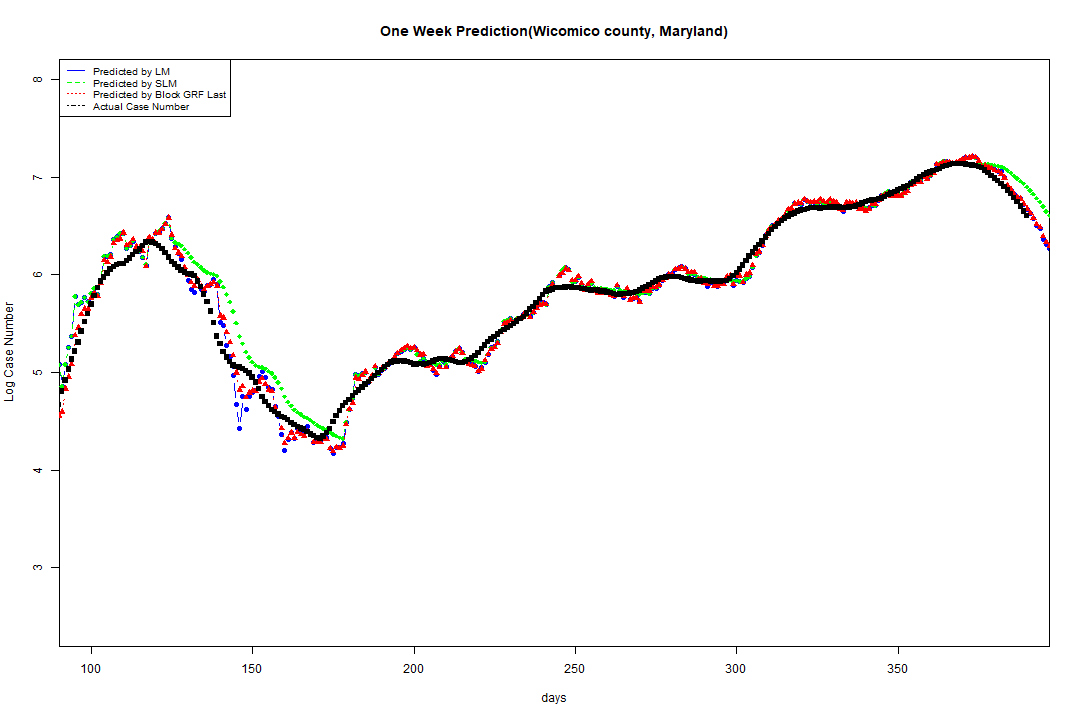 One Week Prediction(Wicomico county, Maryland)
Predicted by LM
Predicted by SLM
Predicted by Block GRF Last
Actual Case Number
8
7
6
5
4
3
Log Case Number
100 150 200 250 300 350
days